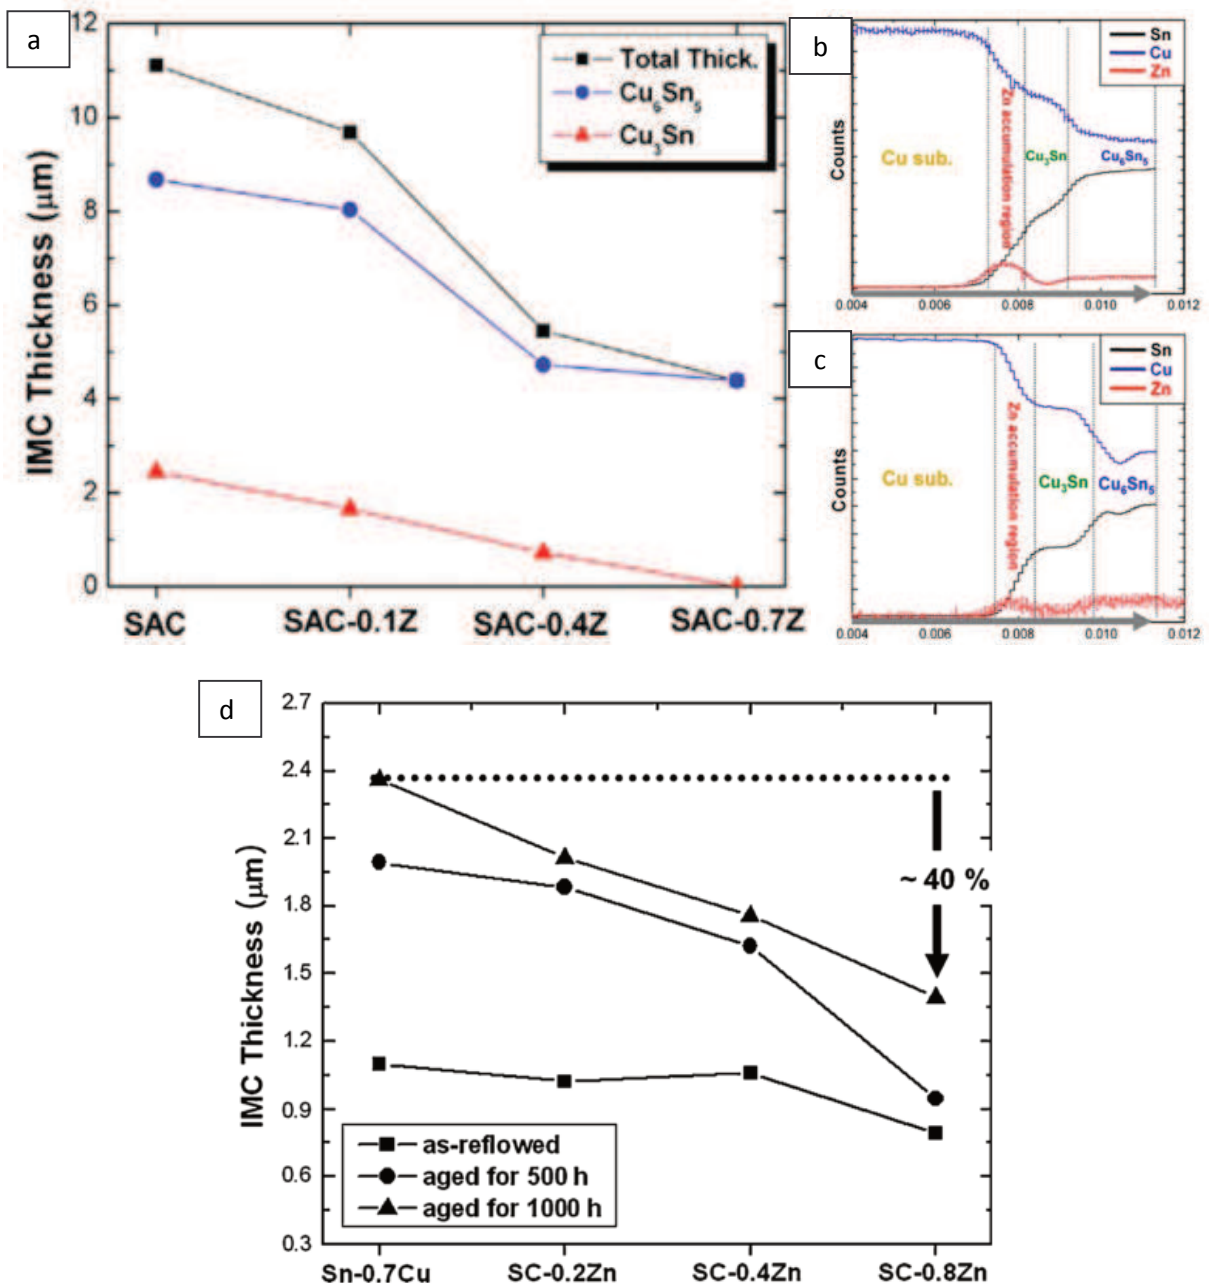 a
12
10
8
6
4
2
0
IMC Thickness (μm)
Total Thick.
Cu6Sn5
Cu3Sn
SAC
SAC-0.1Z
SAC-0.4Z
SAC-0.7Z
b
Sn
Cu
Zn
Counts
Cu sub.
Zn accumulation region
Cu3Sn
Cu6Sn5
0.004
0.006
0.008
0.010
0.012
c
Sn
Cu
Zn
Counts
Cu sub.
Zn accumulation region
Cu3Sn
Cu6Sn5
0.004
0.006
0.008
0.010
0.012
d
2.7
2.4
2.1
1.8
1.5
1.2
0.9
0.6
0.3
IMC Thickness (μm)
~ 40 %
as-reflowed
aged for 500 h
aged for 1000 h
Sn-0.7Cu
SC-0.2Zn
SC-0.4Zn
SC-0.8Zn